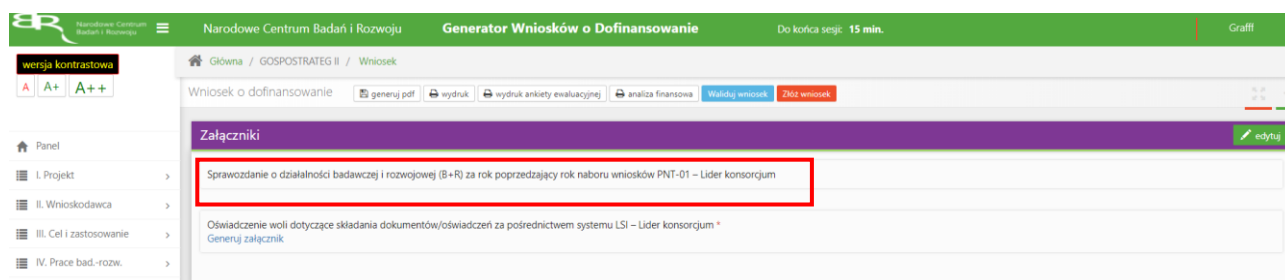 Narodowe Centrum
Badań i Rozwoju
Narodowe Centrum Badań i Rozwoju
Generator Wniosków o Dofinansowanie
Do końca sesji: 15 min.
Grafff
wersja kontrastowa
A A+ A++
Główna / GOSPOSTRATEG II / Wniosek
Wniosek o dofinansowanie generuj pdf wydruk wydruk ankiety ewaluacyjnej analiza finansowa Waliduj wniosek Złóż wniosek
Załączniki
edytuj
Panel
I. Projekt
II. Wnioskodawca
III. Cel i zastosowanie
IV. Prace bad.-rozw.
Sprawozdanie o działalności badawczej i rozwojowej (B+R) za rok poprzedzający rok naboru wniosków PNT-01 – Lider konsorcjum
Oświadczenie woli dotyczące składania dokumentów/oświadczeń za pośrednictwem systemu LSI – Lider konsorcjum *
Generuj załącznik